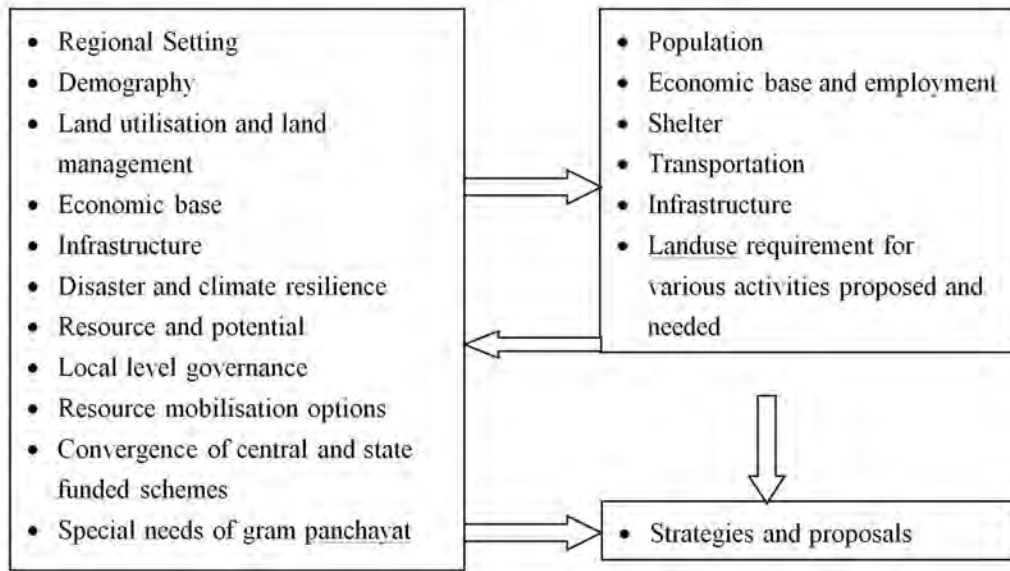 • Regional Setting
• Demography
• Land utilisation and land
management
• Economic base
• Infrastructure
• Disaster and climate resilience
• Resource and potential
• Local level governance
• Resource mobilisation options
• Convergence of central and state
funded schemes
• Special needs of gram panchayat
• Population
• Economic base and employment
• Shelter
• Transportation
• Infrastructure
• Landuse requirement for
various activities proposed and
needed
• Strategies and proposals